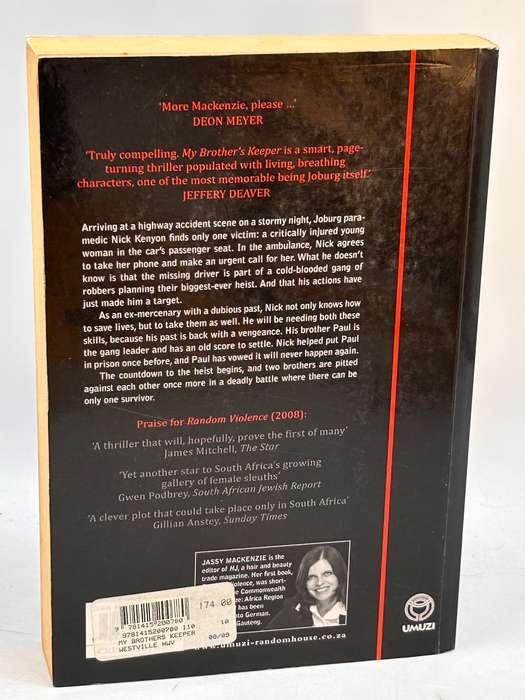 ‘More Mackenzie, please ...’
DEON MEYER
‘Truly compelling. My Brother's Keeper is a smart, page-
turning thriller populated with living, breathing
characters, one of the most memorable being Joburg itself.’
JEFFERY DEAVER
Arriving at a highway accident scene on a stormy night, Joburg para-
medic Nick Kenyon finds only one victim: a critically injured young
woman in the car's passenger seat. In the ambulance, Nick agrees
to take her phone and make an urgent call for her. What he doesn't
know is that the missing driver is part of a cold-blooded gang of
robbers planning their biggest-ever heist. And that his actions have
just made him a target.
As an ex-mercenary with a dubious past, Nick not only knows how
to save lives, but to take them as well. He will be needing both these
skills, because his past is back with a vengeance. His brother Paul is
the gang leader and has an old score to settle. Nick helped put Paul
in prison once before, and Paul has vowed it will never happen again.
The countdown to the heist begins, and two brothers are pitted
against each other once more in a deadly battle where there can be
only one survivor.
Praise for Random Violence (2008):
‘A thriller that will, hopefully, prove the first of many’
James Mitchell, The Star
‘Yet another star to South Africa's growing
gallery of female sleuths’
Gwen Podbrey, South African Jewish Report
‘A clever plot that could take place only in South Africa’
Gillian Anstey, Sunday Times
JASSY MACKENZIE is the
editor of HJ, a hair and beauty
trade magazine. Her first book,
Violence, was short-
Commonwealth
Africa Region
has been
to German.
Gauteng.
www.umuzi-randomhouse.co.za
UMUZI
174.00
9 781415 200780
9781415200780 110 10
MY BROTHERS KEEPER
WESTVILLE HWV 08/09